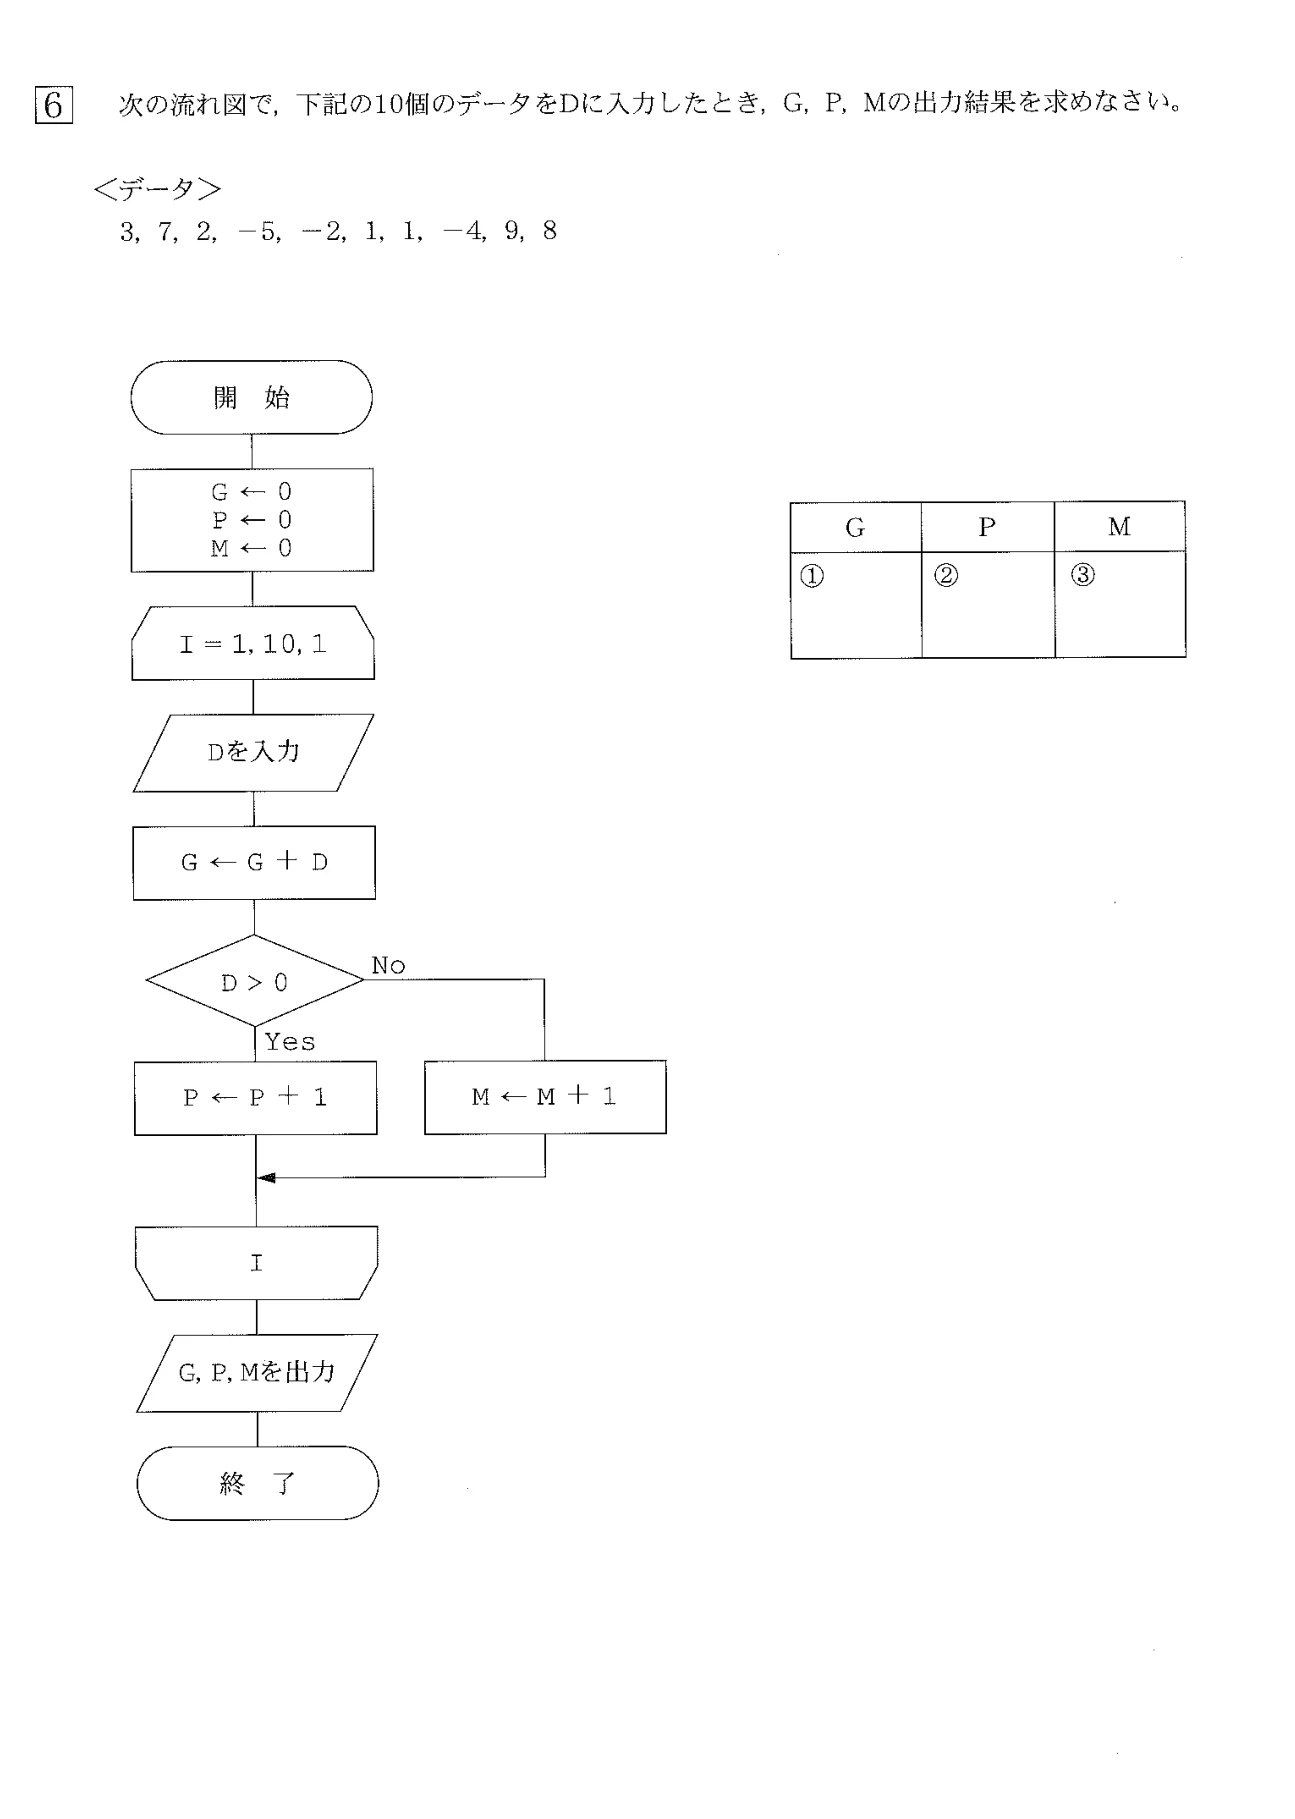 6 次の流れ図で，下記の10個のデータをDに入力したとき，G，P，Mの出力結果を求めなさい。
＜データ＞
3，7，2，－5，－2，1，1，－4，9，8
開　始
G ← 0
P ← 0
M ← 0
I＝1, 10, 1
Dを入力
G ← G ＋ D
D > 0
No
Yes
P ← P ＋ 1
M ← M ＋ 1
I
G, P, Mを出力
終　了
G P M
① ② ③